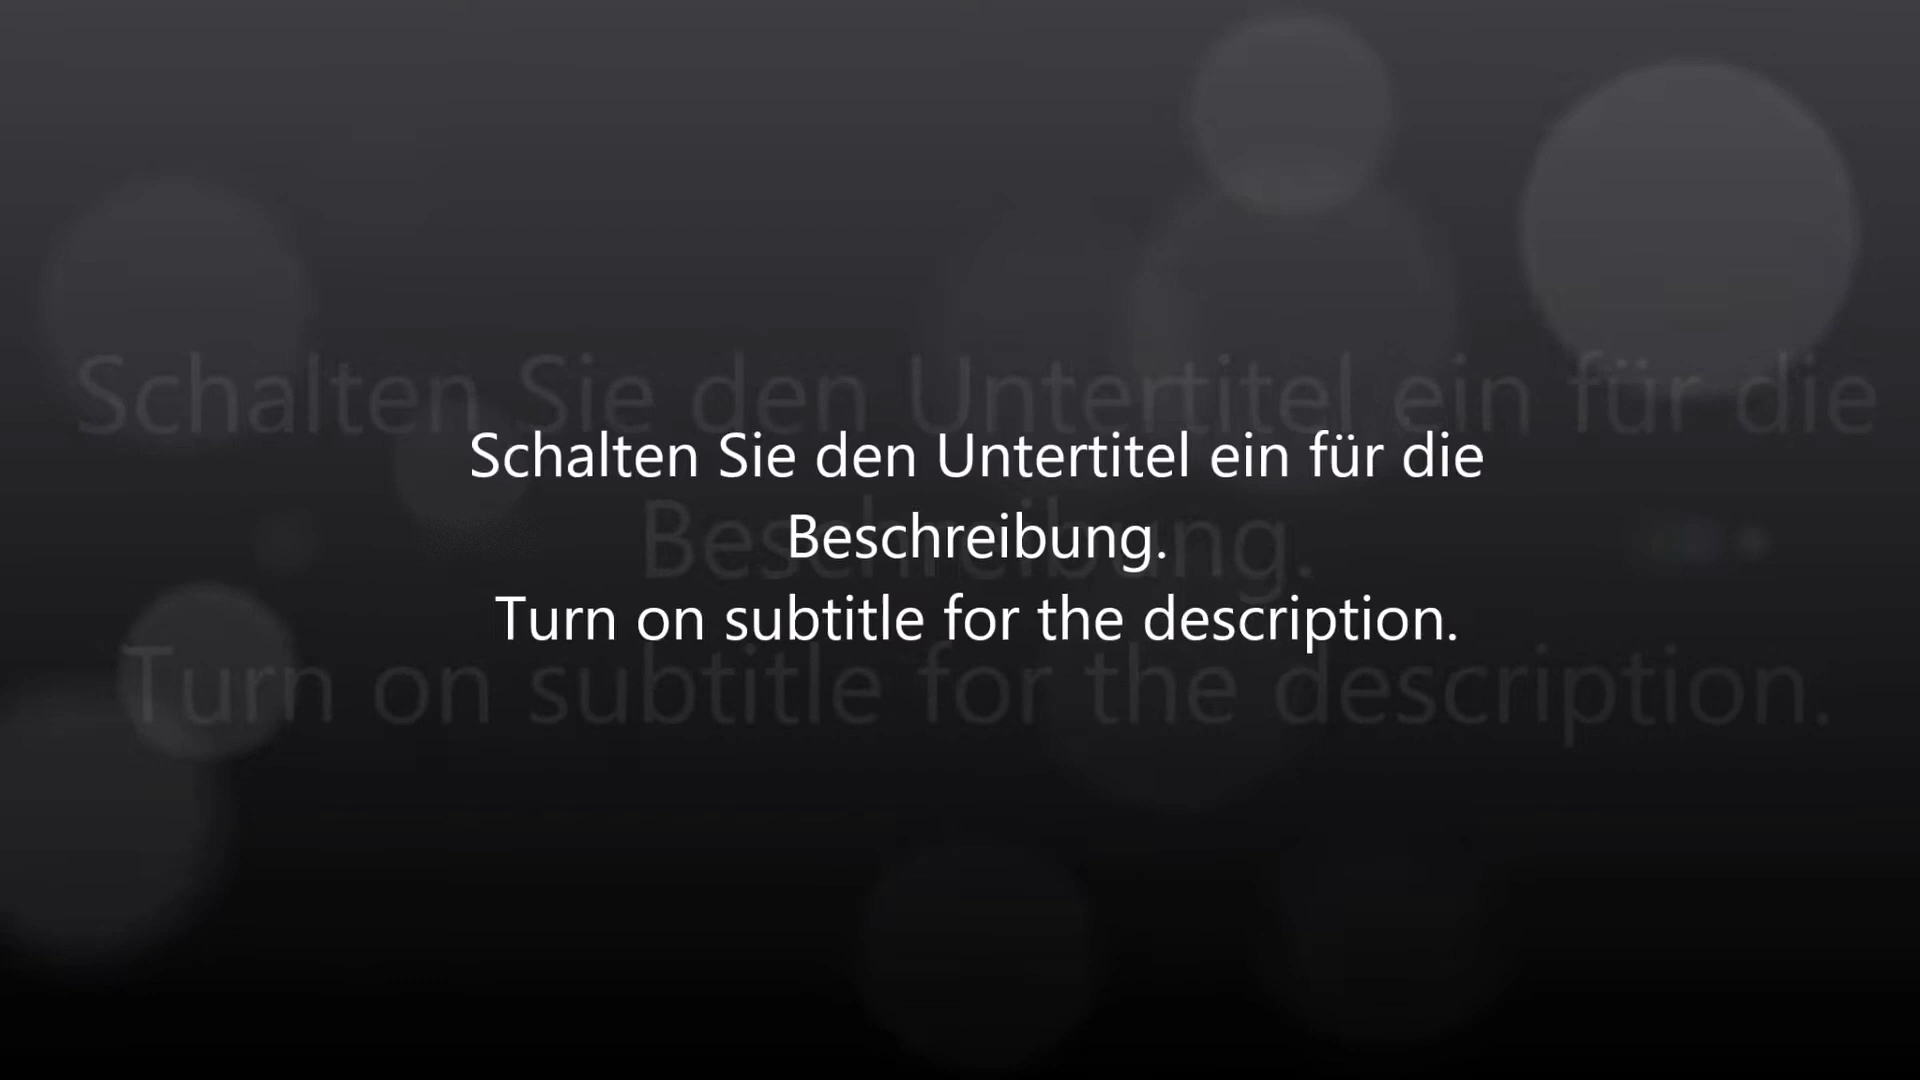 Schalten Sie den Untertitel ein für die
Beschreibung.
Turn on subtitle for the description.